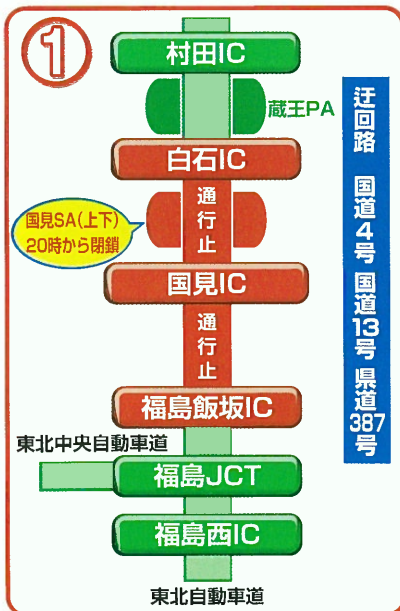 ①
村田IC
蔵王PA
白石IC
通行止
国見SA(上下)
20時から閉鎖
国見IC
通行止
福島飯坂IC
東北中央自動車道
福島JCT
福島西IC
東北自動車道
迂回路 国道4号 国道13号 県道387号